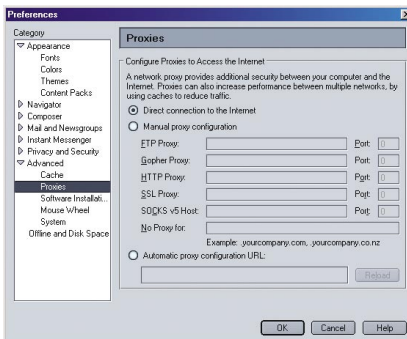 Preferences
Category
Appearance
Fonts
Colors
Themes
Content Packs
Navigator
Composer
Mail and Newsgroups
Instant Messenger
Privacy and Security
Advanced
Cache
Proxies
Software Installati...
Mouse Wheel
System
Offline and Disk Space
Proxies
Configure Proxies to Access the Internet
A network proxy provides additional security between your computer and the
Internet. Proxies can also increase performance between multiple networks, by
using caches to reduce traffic.
Direct connection to the Internet
Manual proxy configuration
FTP Proxy: Port: 0
Gopher Proxy: Port: 0
HTTP Proxy: Port: 0
SSL Proxy: Port: 0
SOCKS v5 Host: Port: 0
No Proxy for:
Example: .yourcompany.com, .yourcompany.co.nz
Automatic proxy configuration URL:
Reload
OK Cancel Help